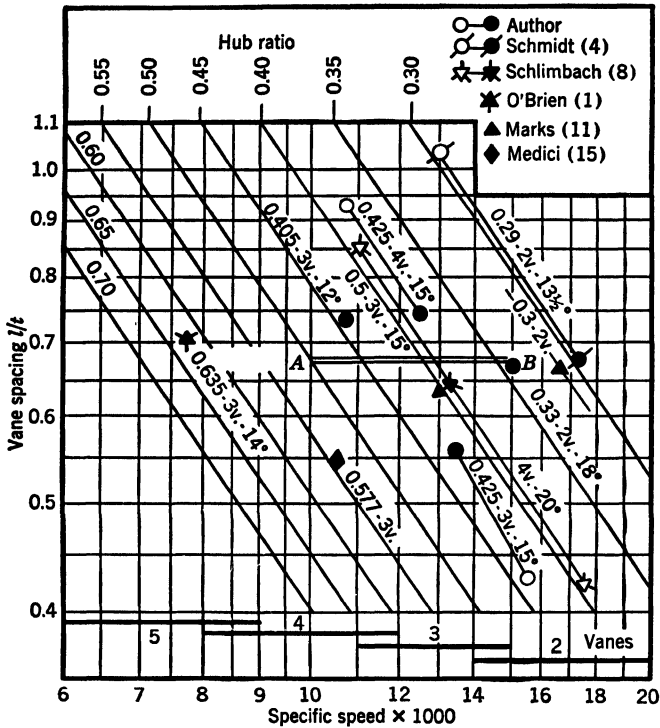 Hub ratio
0.55
0.50
0.45
0.40
0.35
0.30
Author
Schmidt (4)
Schlimbach (8)
O'Brien (1)
Marks (11)
Medici (15)
1.1
1.0
0.9
0.8
0.7
0.6
0.5
0.4
Vane spacing l/t
0.60
0.65
0.70
0.405-3v.-12°
0.425-4v.-15°
0.5-3v.-15°
0.29-2v.-13½°
0.3-2v.
0.33-2v.-18°
A
B
0.635-3v.-14°
0.577-3v.
4v.-20°
0.425-3v.-15°
5
4
3
2
Vanes
6 7 8 9 10 12 14 16 18 20
Specific speed × 1000